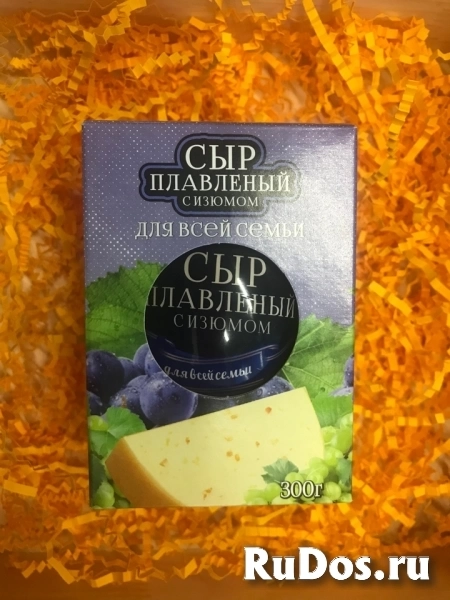 СЫР
ПЛАВЛЕНЫЙ
С ИЗЮМОМ
ДЛЯ ВСЕЙ СЕМЬИ
СЫР
ПЛАВЛЕНЫЙ
С ИЗЮМОМ
для всей семьи
300г
RuDos.ru